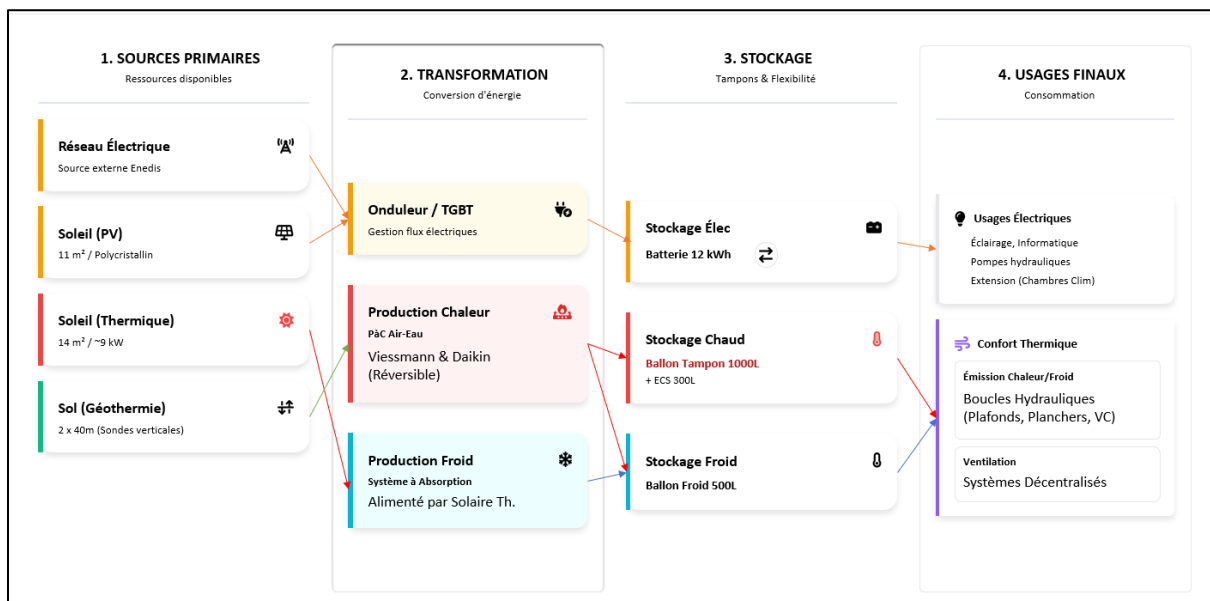 1. SOURCES PRIMAIRES
Ressources disponibles
Réseau Électrique
Source externe Enedis
Soleil (PV)
11 m² / Polycristallin
Soleil (Thermique)
14 m² / ~9 kW
Sol (Géothermie)
2 x 40m (Sondes verticales)
2. TRANSFORMATION
Conversion d'énergie
Onduleur / TGBT
Gestion flux électriques
Production Chaleur
PàC Air-Eau
Viessmann & Daikin
(Réversible)
Production Froid
Système à Absorption
Alimenté par Solaire Th.
3. STOCKAGE
Tampons & Flexibilité
Stockage Élec
Batterie 12 kWh
Stockage Chaud
Ballon Tampon 1000L
+ ECS 300L
Stockage Froid
Ballon Froid 500L
4. USAGES FINAUX
Consommation
Usages Électriques
Éclairage, Informatique
Pompes hydrauliques
Extension (Chambres Clim)
Confort Thermique
Émission Chaleur/Froid
Boucles Hydrauliques
(Plafonds, Planchers, VC)
Ventilation
Systèmes Décentralisés